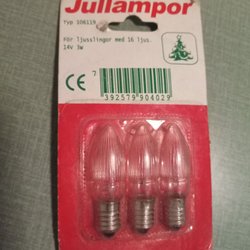 Jullampor
Typ 106119
För ljusslingor med 16 ljus.
14V 3W
CE 7
392579 904029